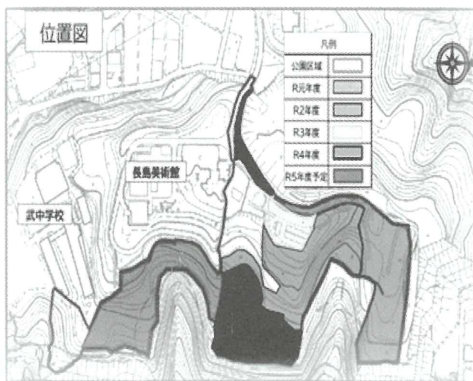 位置図
凡例
公園区域
R元年度
R2年度
R3年度
R4年度
R5年度予定
長島美術館
武中学校